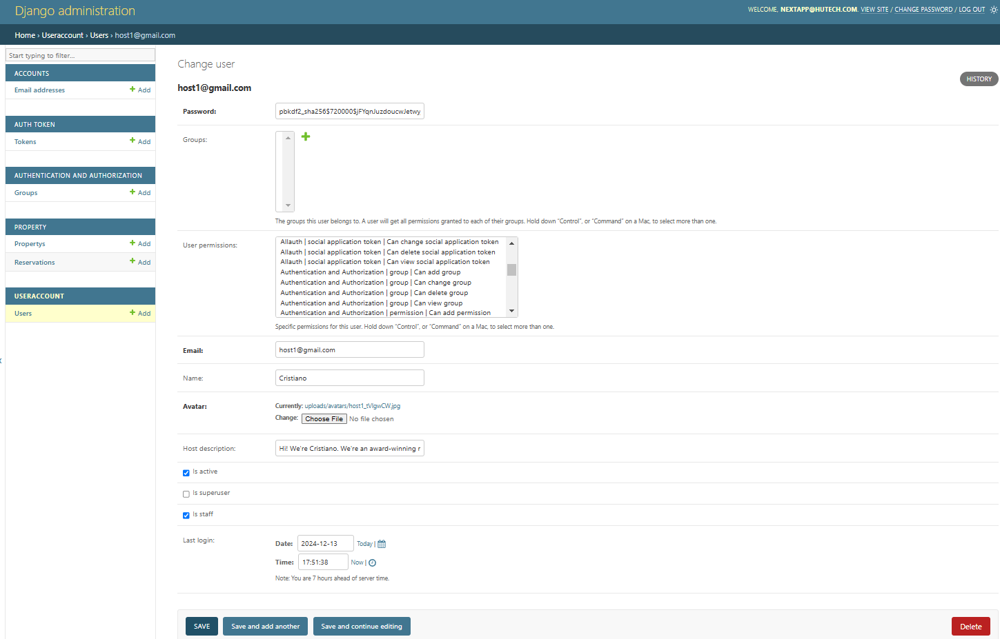 Django administration
WELCOME, NEXTAPP@HUTECH.COM. VIEW SITE / CHANGE PASSWORD / LOG OUT
Home › Useraccount › Users › host1@gmail.com
Start typing to filter...
ACCOUNTS
Email addresses + Add
AUTH TOKEN
Tokens + Add
AUTHENTICATION AND AUTHORIZATION
Groups + Add
PROPERTY
Propertys + Add
Reservations + Add
USERACCOUNT
Users + Add
Change user
HISTORY
host1@gmail.com
Password: pbkdf2_sha256$720000$jFYqnJuzdoucwJetwy
Groups:
The groups this user belongs to. A user will get all permissions granted to each of their groups. Hold down “Control”, or “Command” on a Mac, to select more than one.
User permissions:
Allauth | social application token | Can change social application token
Allauth | social application token | Can delete social application token
Allauth | social application token | Can view social application token
Authentication and Authorization | group | Can add group
Authentication and Authorization | group | Can change group
Authentication and Authorization | group | Can delete group
Authentication and Authorization | group | Can view group
Authentication and Authorization | permission | Can add permission
Specific permissions for this user. Hold down “Control”, or “Command” on a Mac, to select more than one.
Email: host1@gmail.com
Name: Cristiano
Avatar: Currently: uploads/avatars/host1_tVlgwCW.jpg
Change: Choose File No file chosen
Host description: Hi! We're Cristiano. We're an award-winning r
Is active
Is superuser
Is staff
Last login:
Date: 2024-12-13 Today |
Time: 17:51:38 Now |
Note: You are 7 hours ahead of server time.
SAVE Save and add another Save and continue editing Delete